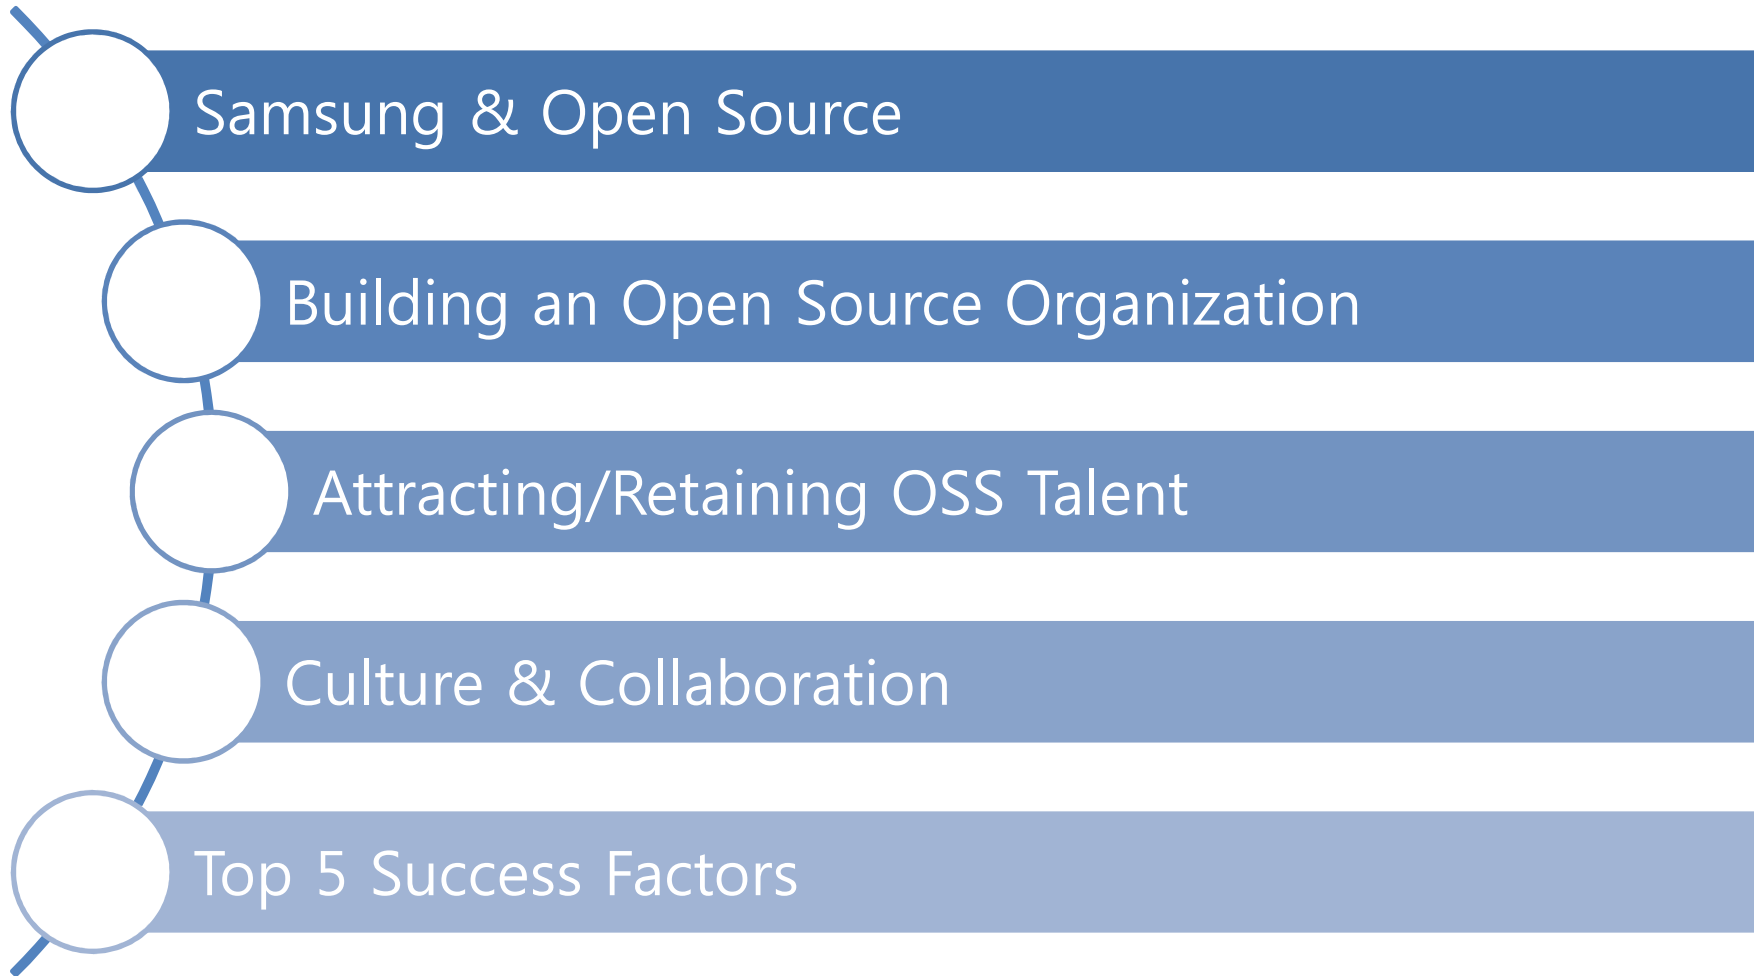 Samsung & Open Source
Building an Open Source Organization
Attracting/Retaining OSS Talent
Culture & Collaboration
Top 5 Success Factors